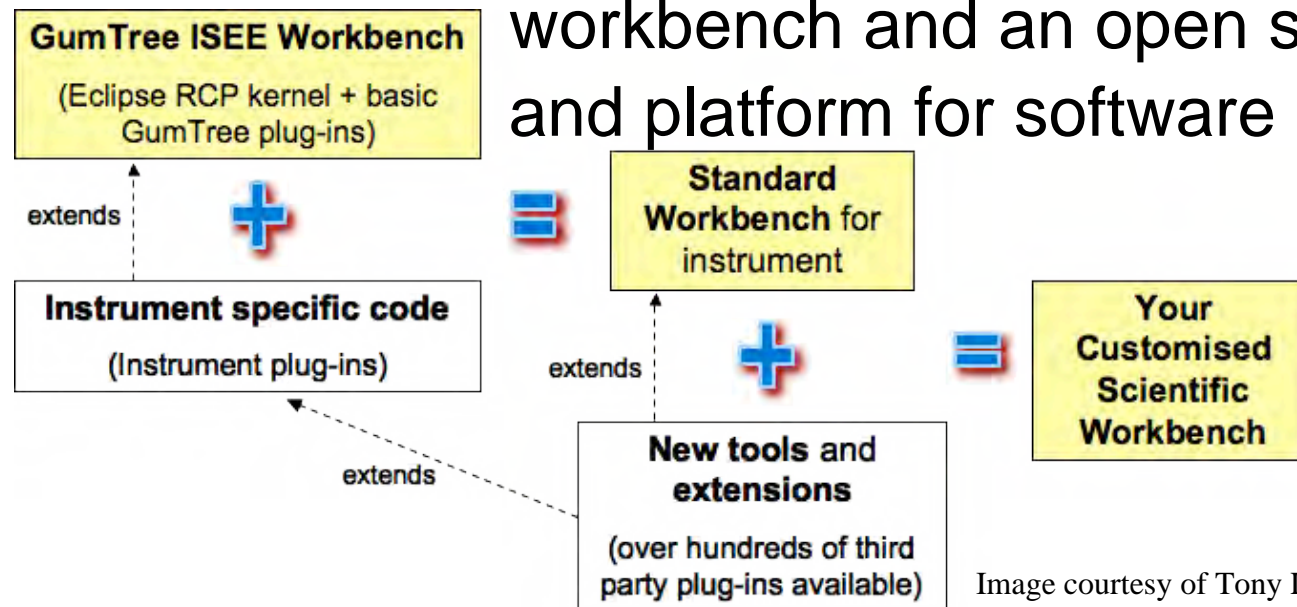 workbench and an open s
and platform for software
GumTree ISEE Workbench
(Eclipse RCP kernel + basic
GumTree plug-ins)
extends
Instrument specific code
(Instrument plug-ins)
Standard
Workbench for
instrument
extends
extends
New tools and
extensions
(over hundreds of third
party plug-ins available)
Your
Customised
Scientific
Workbench
Image courtesy of Tony